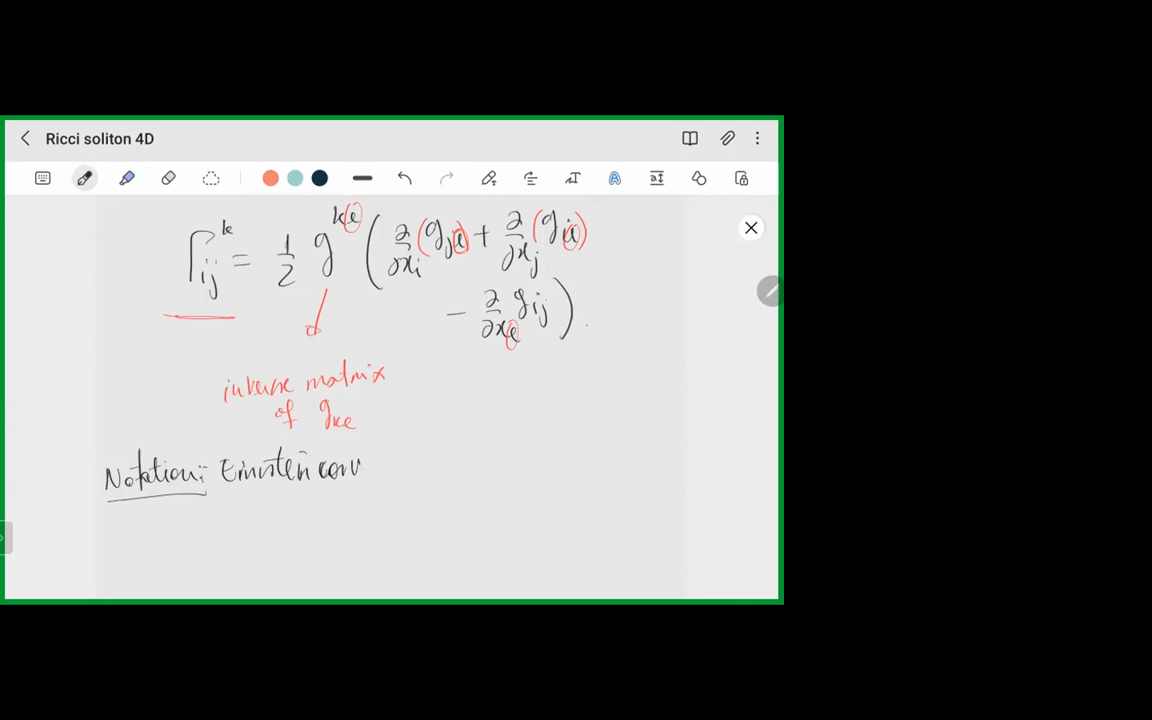 Ricci soliton 4D
Γ^k_ij = 1/2 g^kℓ ( ∂/∂x_i (g_jℓ) + ∂/∂x_j (g_iℓ)
− ∂/∂x_ℓ g_ij ).
inverse matrix
of g_kℓ
Notation: Einstein conv